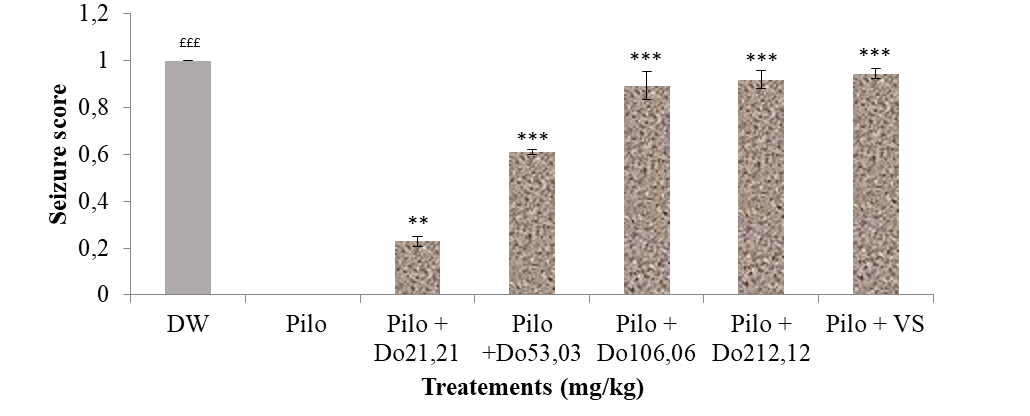 1,2
1
0,8
0,6
0,4
0,2
0
Seizure score
£££
**
***
***
***
***
DW
Pilo
Pilo +
Do21,21
Pilo
+Do53,03
Pilo +
Do106,06
Pilo +
Do212,12
Pilo + VS
Treatements (mg/kg)